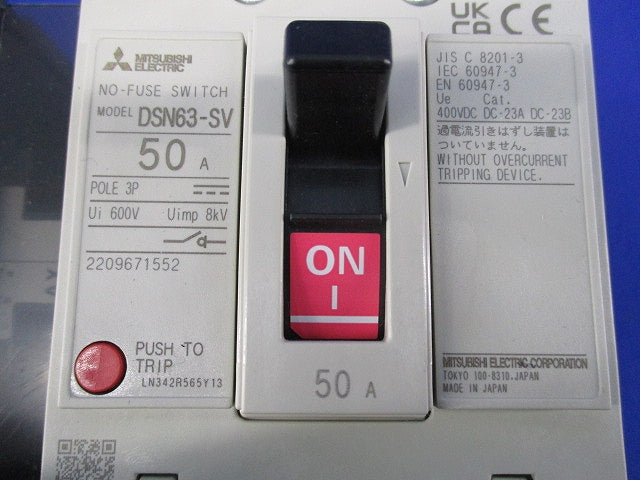 MITSUBISHI
ELECTRIC
NO-FUSE SWITCH
MODEL DSN63-SV
50 A
POLE 3P
Ui 600V Uimp 8kV
2209671552
PUSH TO
TRIP
LN342R565Y13
ON
I
50 A
UK
CA CE
JIS C 8201-3
IEC 60947-3
EN 60947-3
Ue Cat.
400VDC DC-23A DC-23B
過電流引きはずし装置は
ついていません。
WITHOUT OVERCURRENT
TRIPPING DEVICE.
MITSUBISHI ELECTRIC CORPORATION
TOKYO 100-8310.JAPAN
MADE IN JAPAN